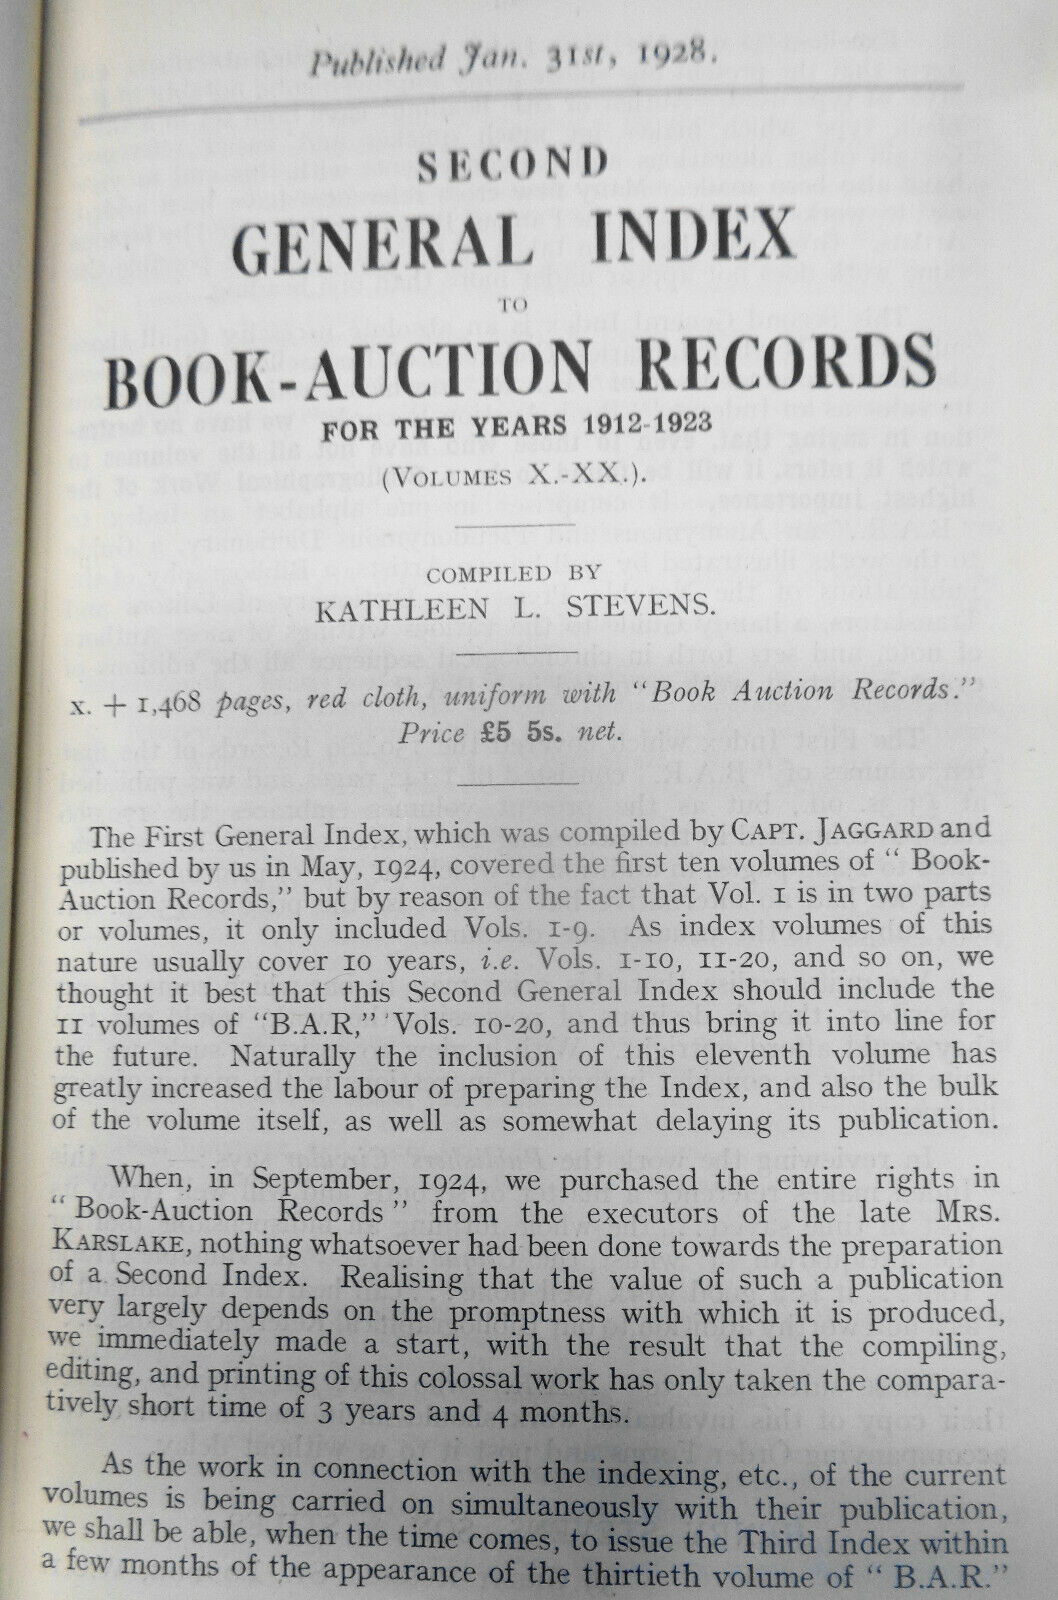 Published Jan. 31st, 1928.
SECOND
GENERAL INDEX
TO
BOOK-AUCTION RECORDS
FOR THE YEARS 1912-1923
(VOLUMES X.-XX.).
COMPILED BY
KATHLEEN L. STEVENS.
x. + 1,468 pages, red cloth, uniform with "Book Auction Records."
Price £5 5s. net.
The First General Index, which was compiled by CAPT. JAGGARD and
published by us in May, 1924, covered the first ten volumes of " Book-
Auction Records," but by reason of the fact that Vol. 1 is in two parts
or volumes, it only included Vols. 1-9. As index volumes of this
nature usually cover 10 years, i.e. Vols. 1-10, 11-20, and so on, we
thought it best that this Second General Index should include the
11 volumes of "B.A.R," Vols. 10-20, and thus bring it into line for
the future. Naturally the inclusion of this eleventh volume has
greatly increased the labour of preparing the Index, and also the bulk
of the volume itself, as well as somewhat delaying its publication.
When, in September, 1924, we purchased the entire rights in
" Book-Auction Records " from the executors of the late MRS.
KARSLAKE, nothing whatsoever had been done towards the preparation
of a Second Index. Realising that the value of such a publication
very largely depends on the promptness with which it is produced,
we immediately made a start, with the result that the compiling,
editing, and printing of this colossal work has only taken the compara-
tively short time of 3 years and 4 months.
As the work in connection with the indexing, etc., of the current
volumes is being carried on simultaneously with their publication,
we shall be able, when the time comes, to issue the Third Index within
a few months of the appearance of the thirtieth volume of " B.A.R."